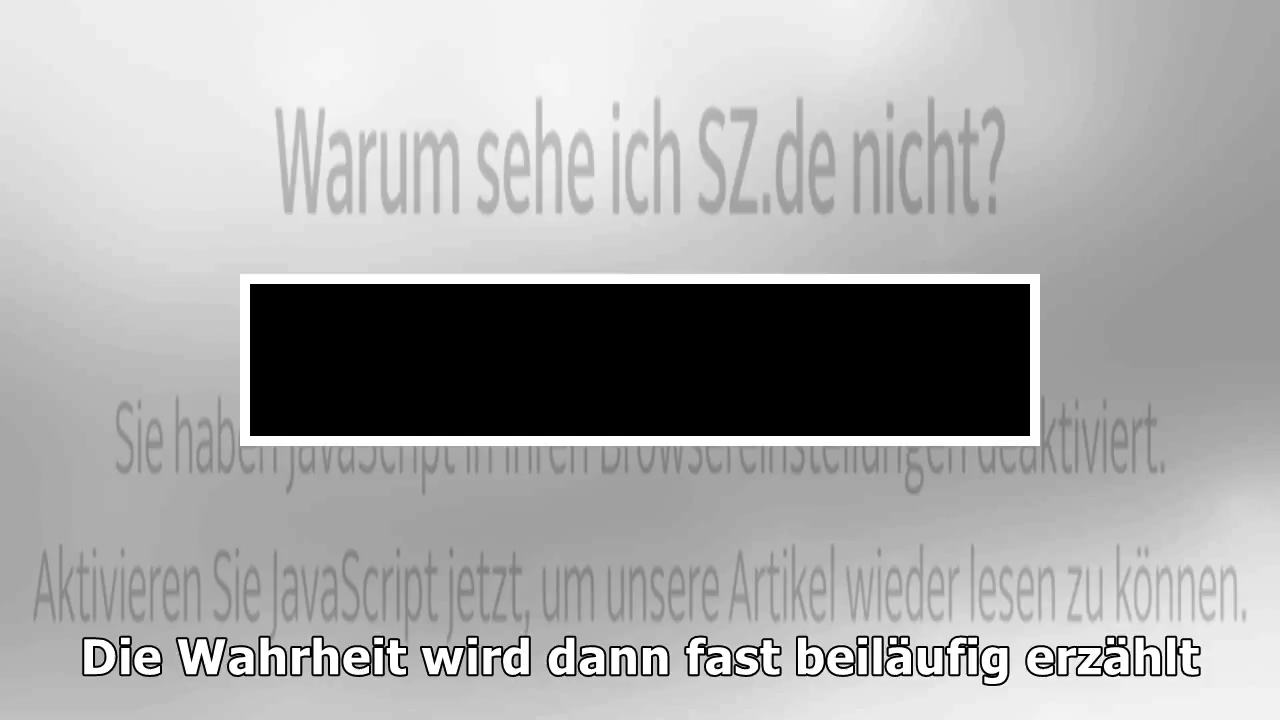 Warum sehe ich SZ.de nicht?
Sie haben JavaScript in Ihren Browsereinstellungen deaktiviert.
Aktivieren Sie JavaScript jetzt, um unsere Artikel wieder lesen zu können.
Die Wahrheit wird dann fast beiläufig erzählt